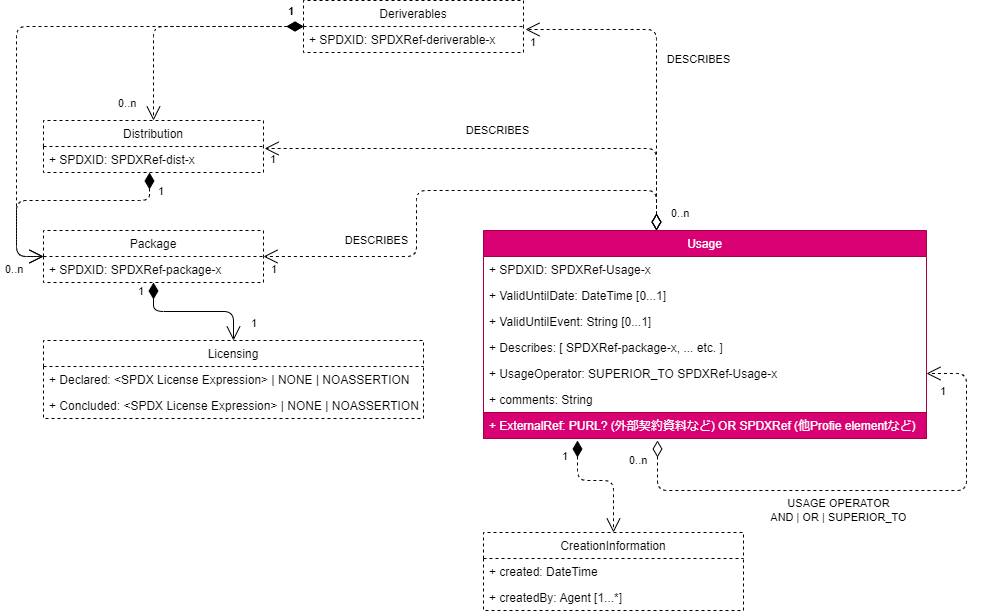 1
Deriverables
+ SPDXID: SPDXRef-deriverable-x
1
DESCRIBES
0..n
Distribution
+ SPDXID: SPDXRef-dist-x
DESCRIBES
1
1
DESCRIBES
0..n
Package
+ SPDXID: SPDXRef-package-x
0..n
1
1
1
Licensing
+ Declared: <SPDX License Expression> | NONE | NOASSERTION
+ Concluded: <SPDX License Expression> | NONE | NOASSERTION
Usage
+ SPDXID: SPDXRef-Usage-x
+ ValidUntilDate: DateTime [0...1]
+ ValidUntilEvent: String [0...1]
+ Describes: [ SPDXRef-package-x, ... etc. ]
+ UsageOperator: SUPERIOR_TO SPDXRef-Usage-x
+ comments: String
+ ExternalRef: PURL? (外部契約資料など) OR SPDXRef (他Profie elementなど)
1
1
0..n
USAGE OPERATOR
AND | OR | SUPERIOR_TO
CreationInformation
+ created: DateTime
+ createdBy: Agent [1...*]